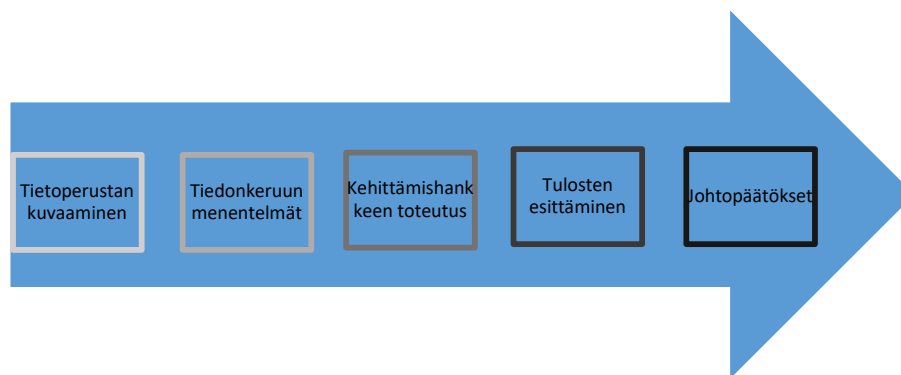 Tietoperustan
kuvaaminen
Tiedonkeruun
menentelmät
Kehittämishank
keen toteutus
Tulosten
esittäminen
Johtopäätökset